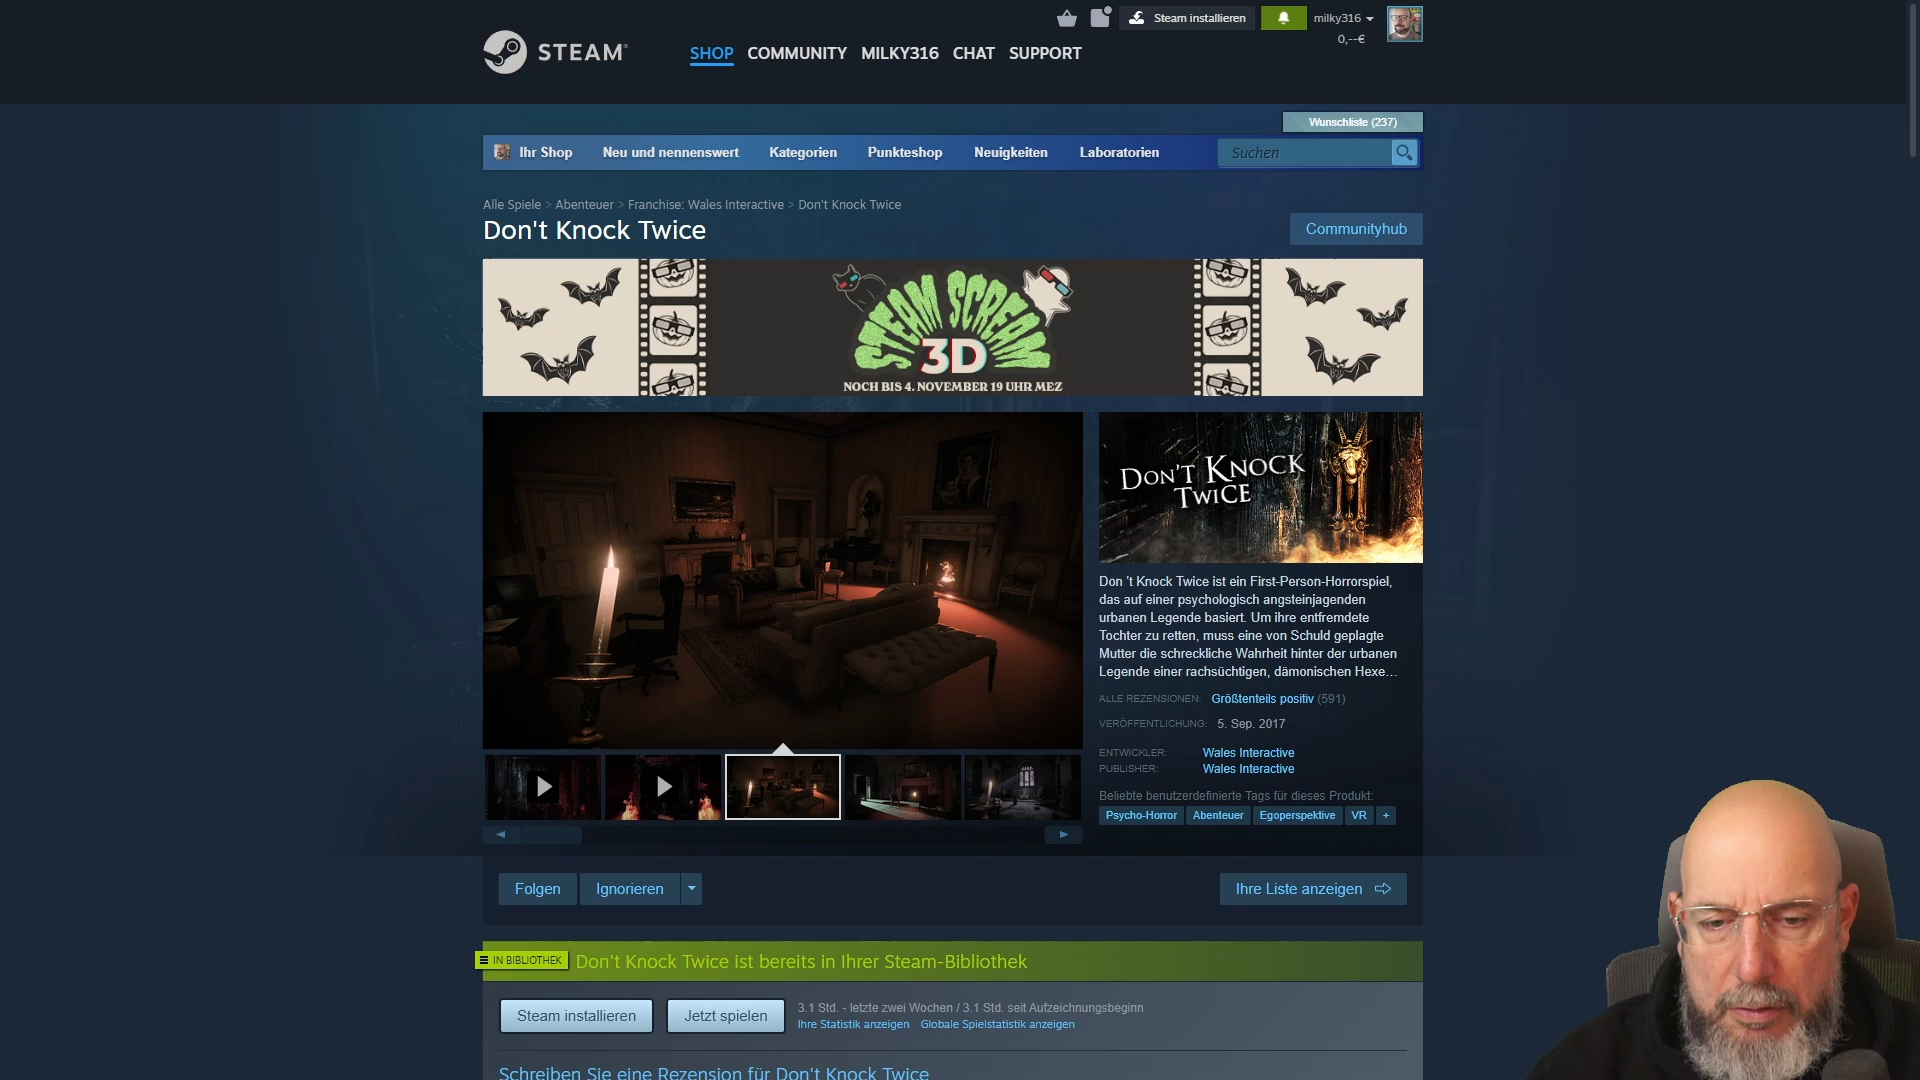 Steam installieren
milky316
0,--€
STEAM
SHOP COMMUNITY MILKY316 CHAT SUPPORT
Wunschliste (237)
Ihr Shop Neu und nennenswert Kategorien Punkteshop Neuigkeiten Laboratorien Suchen
Alle Spiele > Abenteuer > Franchise: Wales Interactive > Don't Knock Twice
Don't Knock Twice
Communityhub
STEAM SCREAM
3D
NOCH BIS 4. NOVEMBER 19 UHR MEZ
DON'T KNOCK
TWICE
Don 't Knock Twice ist ein First-Person-Horrorspiel,
das auf einer psychologisch angsteinjagenden
urbanen Legende basiert. Um ihre entfremdete
Tochter zu retten, muss eine von Schuld geplagte
Mutter die schreckliche Wahrheit hinter der urbanen
Legende einer rachsüchtigen, dämonischen Hexe…
ALLE REZENSIONEN: Größtenteils positiv (591)
VERÖFFENTLICHUNG: 5. Sep. 2017
ENTWICKLER: Wales Interactive
PUBLISHER: Wales Interactive
Beliebte benutzerdefinierte Tags für dieses Produkt:
Psycho-Horror Abenteuer Egoperspektive VR +
Folgen Ignorieren Ihre Liste anzeigen
IN BIBLIOTHEK Don't Knock Twice ist bereits in Ihrer Steam-Bibliothek
Steam installieren Jetzt spielen
3.1 Std. - letzte zwei Wochen / 3.1 Std. seit Aufzeichnungsbeginn
Ihre Statistik anzeigen Globale Spielstatistik anzeigen
Schreiben Sie eine Rezension für Don't Knock Twice